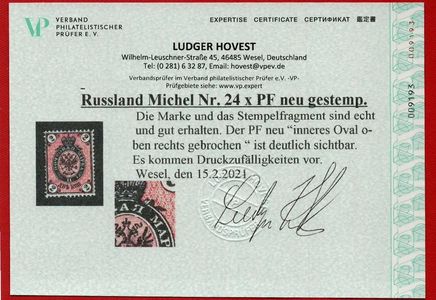 VP VERBAND
PHILATELISTISCHER
PRÜFER E. V.
EXPERTISE CERTIFICATE СЕРТИФИКАТ 鑑定書
LUDGER HOVEST
Wilhelm-Leuschner-Straße 45, 46485 Wesel, Deutschland
Tel: 0 (281) 6 32 87, Email: hovest@vpev.de
Verbandsprüfer im Verband philatelistischer Prüfer e.V. -VP-
Prüfgebiete siehe: www.vp.expert
009193
Russland Michel Nr. 24 x PF neu gestemp.
Die Marke und das Stempelfragment sind echt
und gut erhalten. Der PF neu "inneres Oval o-
ben rechts gebrochen" ist deutlich sichtbar.
Es kommen Druckzufälligkeiten vor.
Wesel, den 15.2.2021
АЯ МАР
009193